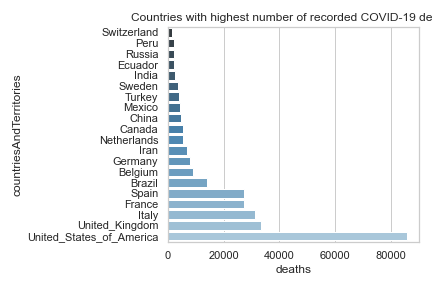 Countries with highest number of recorded COVID-19 de
Switzerland
Peru
Russia
Ecuador
India
Sweden
Turkey
Mexico
China
Canada
Netherlands
Iran
Germany
Belgium
Brazil
Spain
France
Italy
United_Kingdom
United_States_of_America
countriesAndTerritories
0 20000 40000 60000 80000
deaths